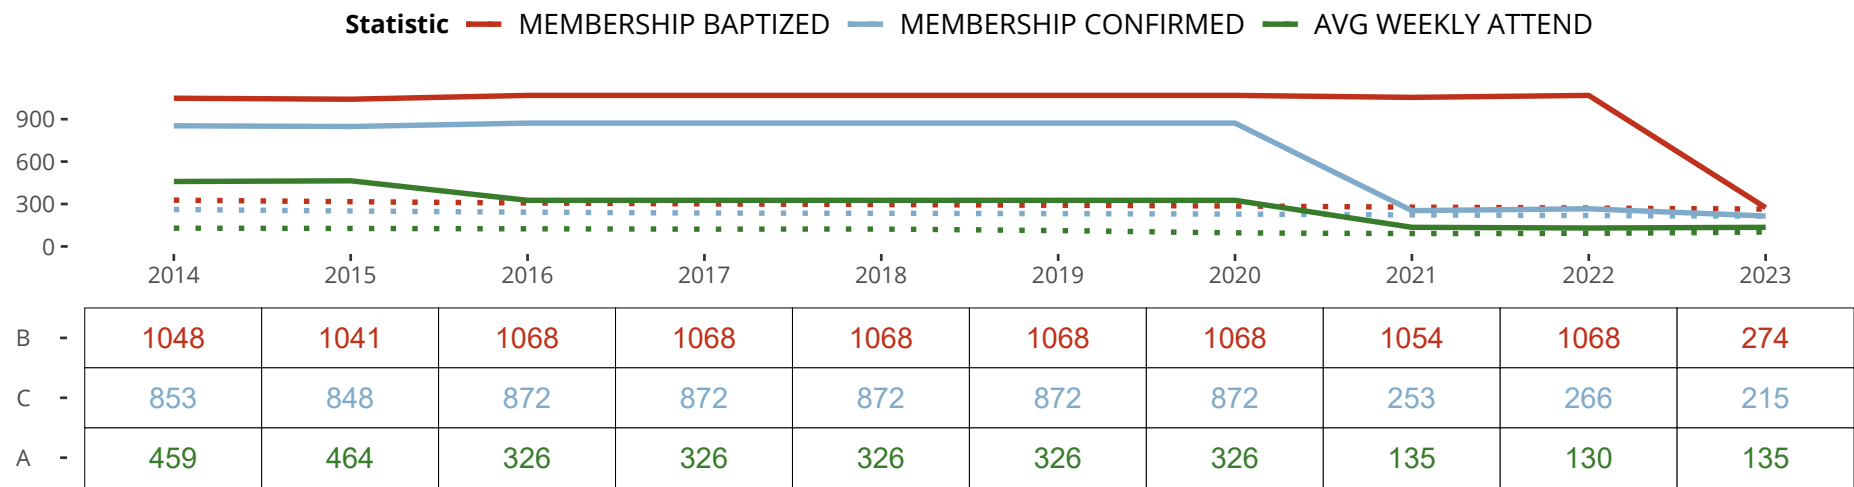 Statistic MEMBERSHIP BAPTIZED MEMBERSHIP CONFIRMED AVG WEEKLY ATTEND
900
600
300
0
2014 2015 2016 2017 2018 2019 2020 2021 2022 2023
B 1048 1041 1068 1068 1068 1068 1068 1054 1068 274
C 853 848 872 872 872 872 872 253 266 215
A 459 464 326 326 326 326 326 135 130 135